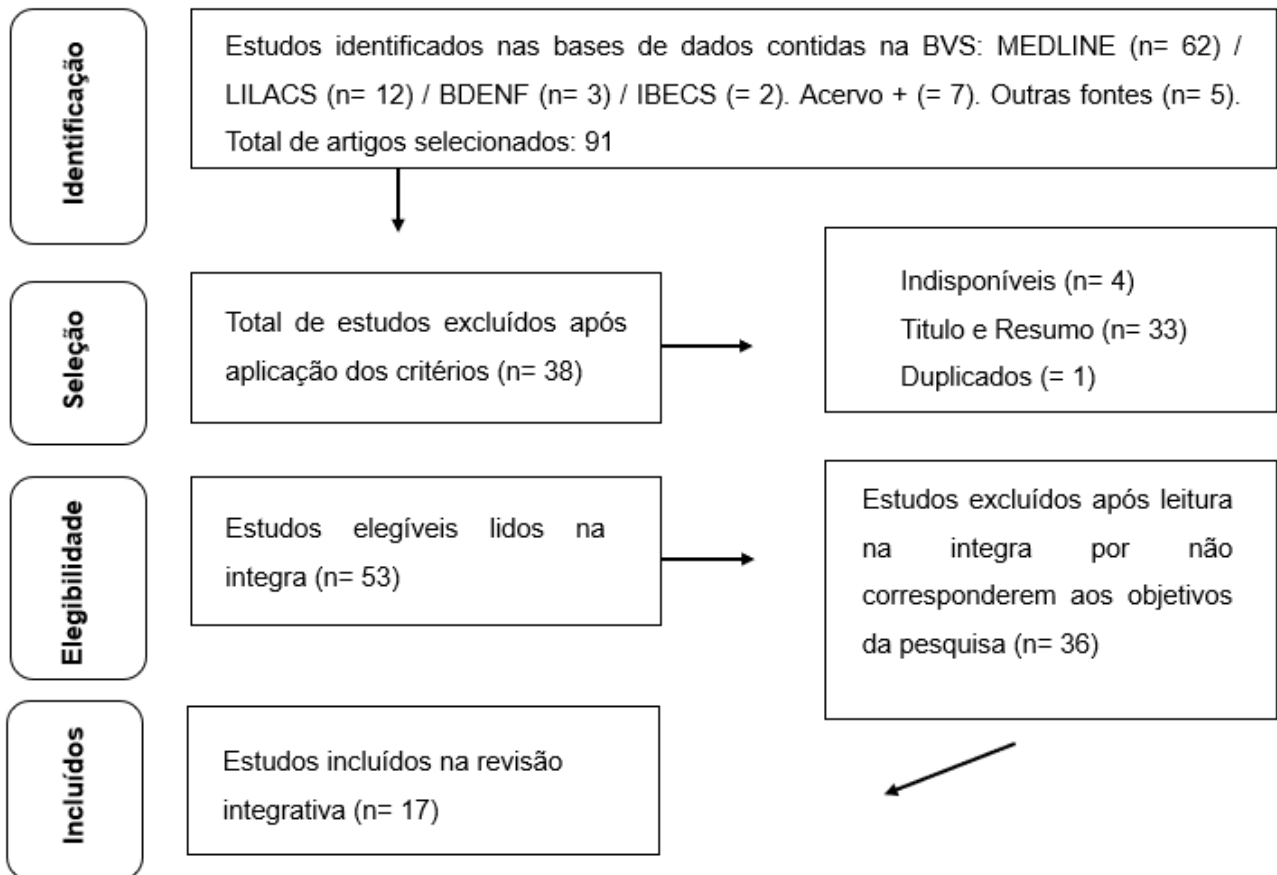 Identificação
Estudos identificados nas bases de dados contidas na BVS: MEDLINE (n= 62) /
LILACS (n= 12) / BDENF (n= 3) / IBECS (= 2). Acervo + (= 7). Outras fontes (n= 5).
Total de artigos selecionados: 91
Seleção
Total de estudos excluídos após
aplicação dos critérios (n= 38)
Indisponíveis (n= 4)
Titulo e Resumo (n= 33)
Duplicados (= 1)
Elegibilidade
Estudos elegíveis lidos na
integra (n= 53)
Estudos excluídos após leitura
na integra por não
corresponderem aos objetivos
da pesquisa (n= 36)
Incluídos
Estudos incluídos na revisão
integrativa (n= 17)